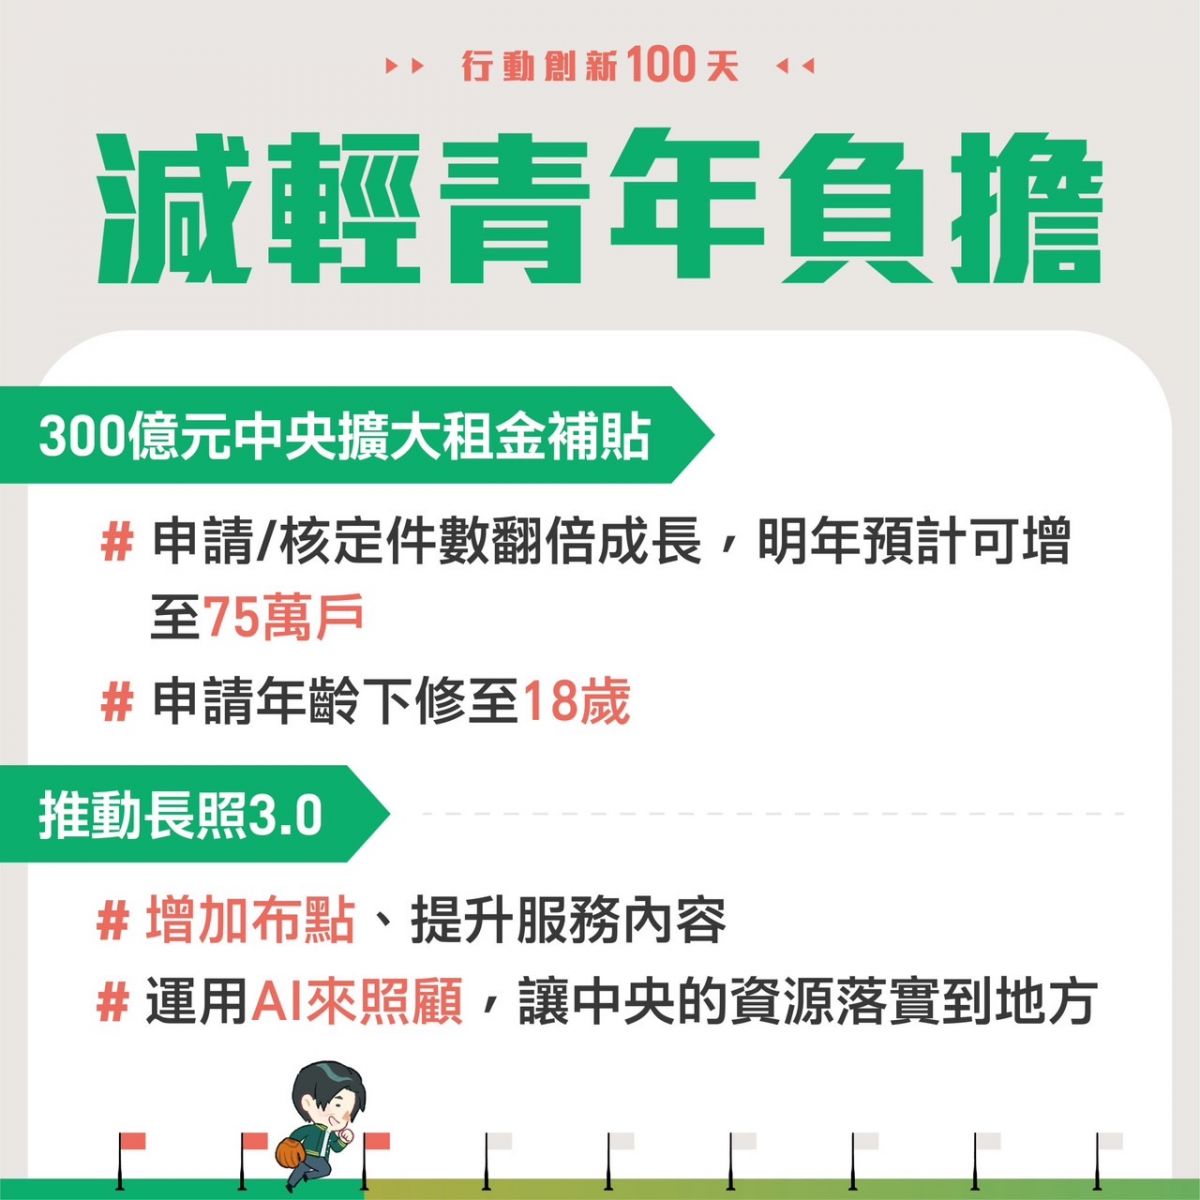 行動創新100天
減輕青年負擔
300億元中央擴大租金補貼
# 申請/核定件數翻倍成長，明年預計可增
至75萬戶
# 申請年齡下修至18歲
推動長照3.0
# 增加布點、提升服務內容
# 運用AI來照顧，讓中央的資源落實到地方